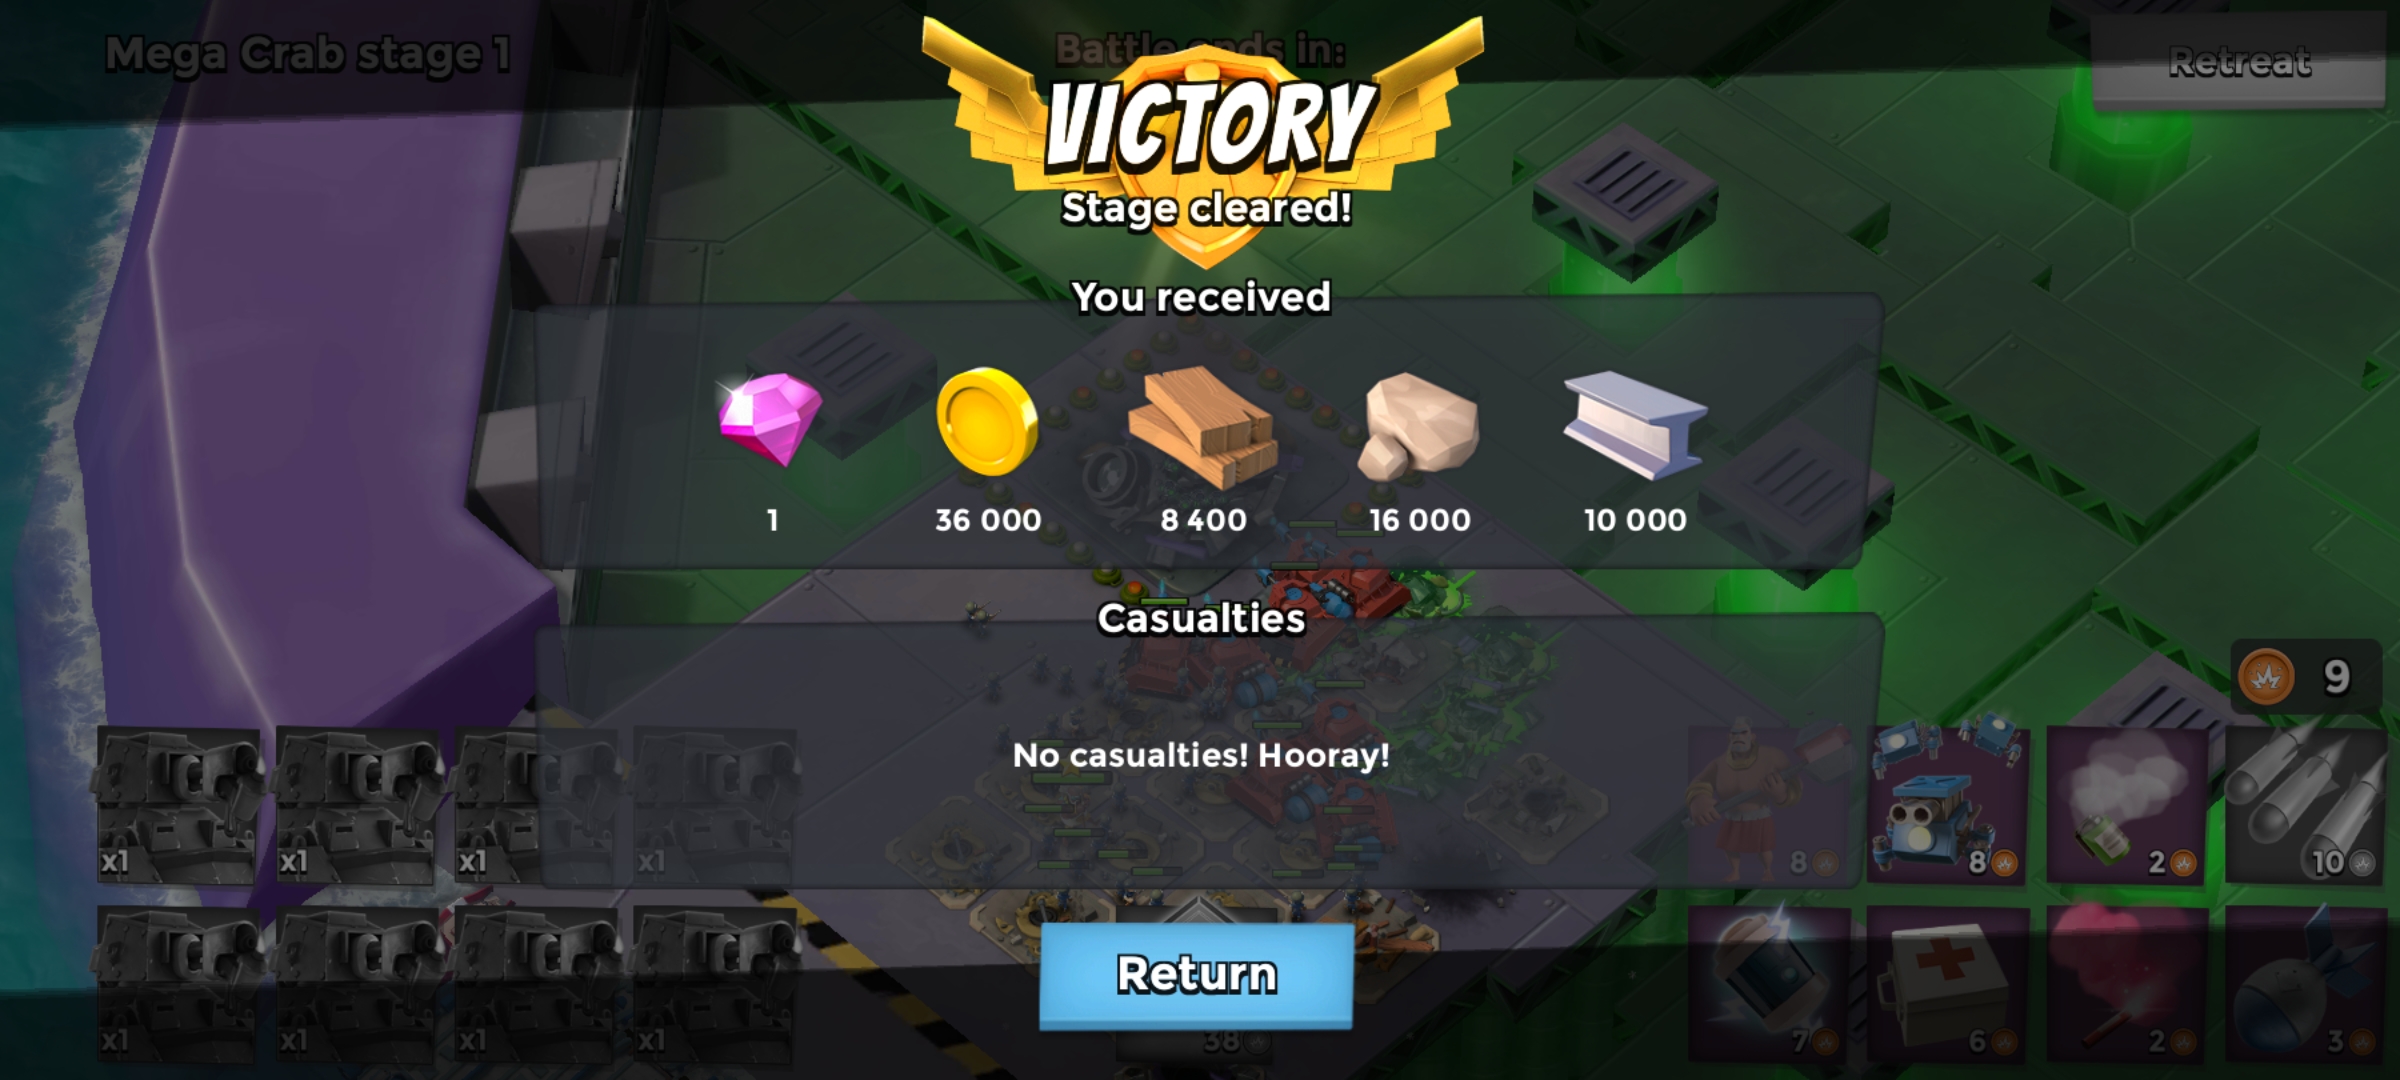 Mega Crab stage 1
Battle ends in:
Retreat
VICTORY
Stage cleared!
You received
1
36 000
8 400
16 000
10 000
Casualties
No casualties! Hooray!
9
x1
x1
x1
x1
8
8
2
10
x1
x1
x1
x1
Return
38
7
6
2
3